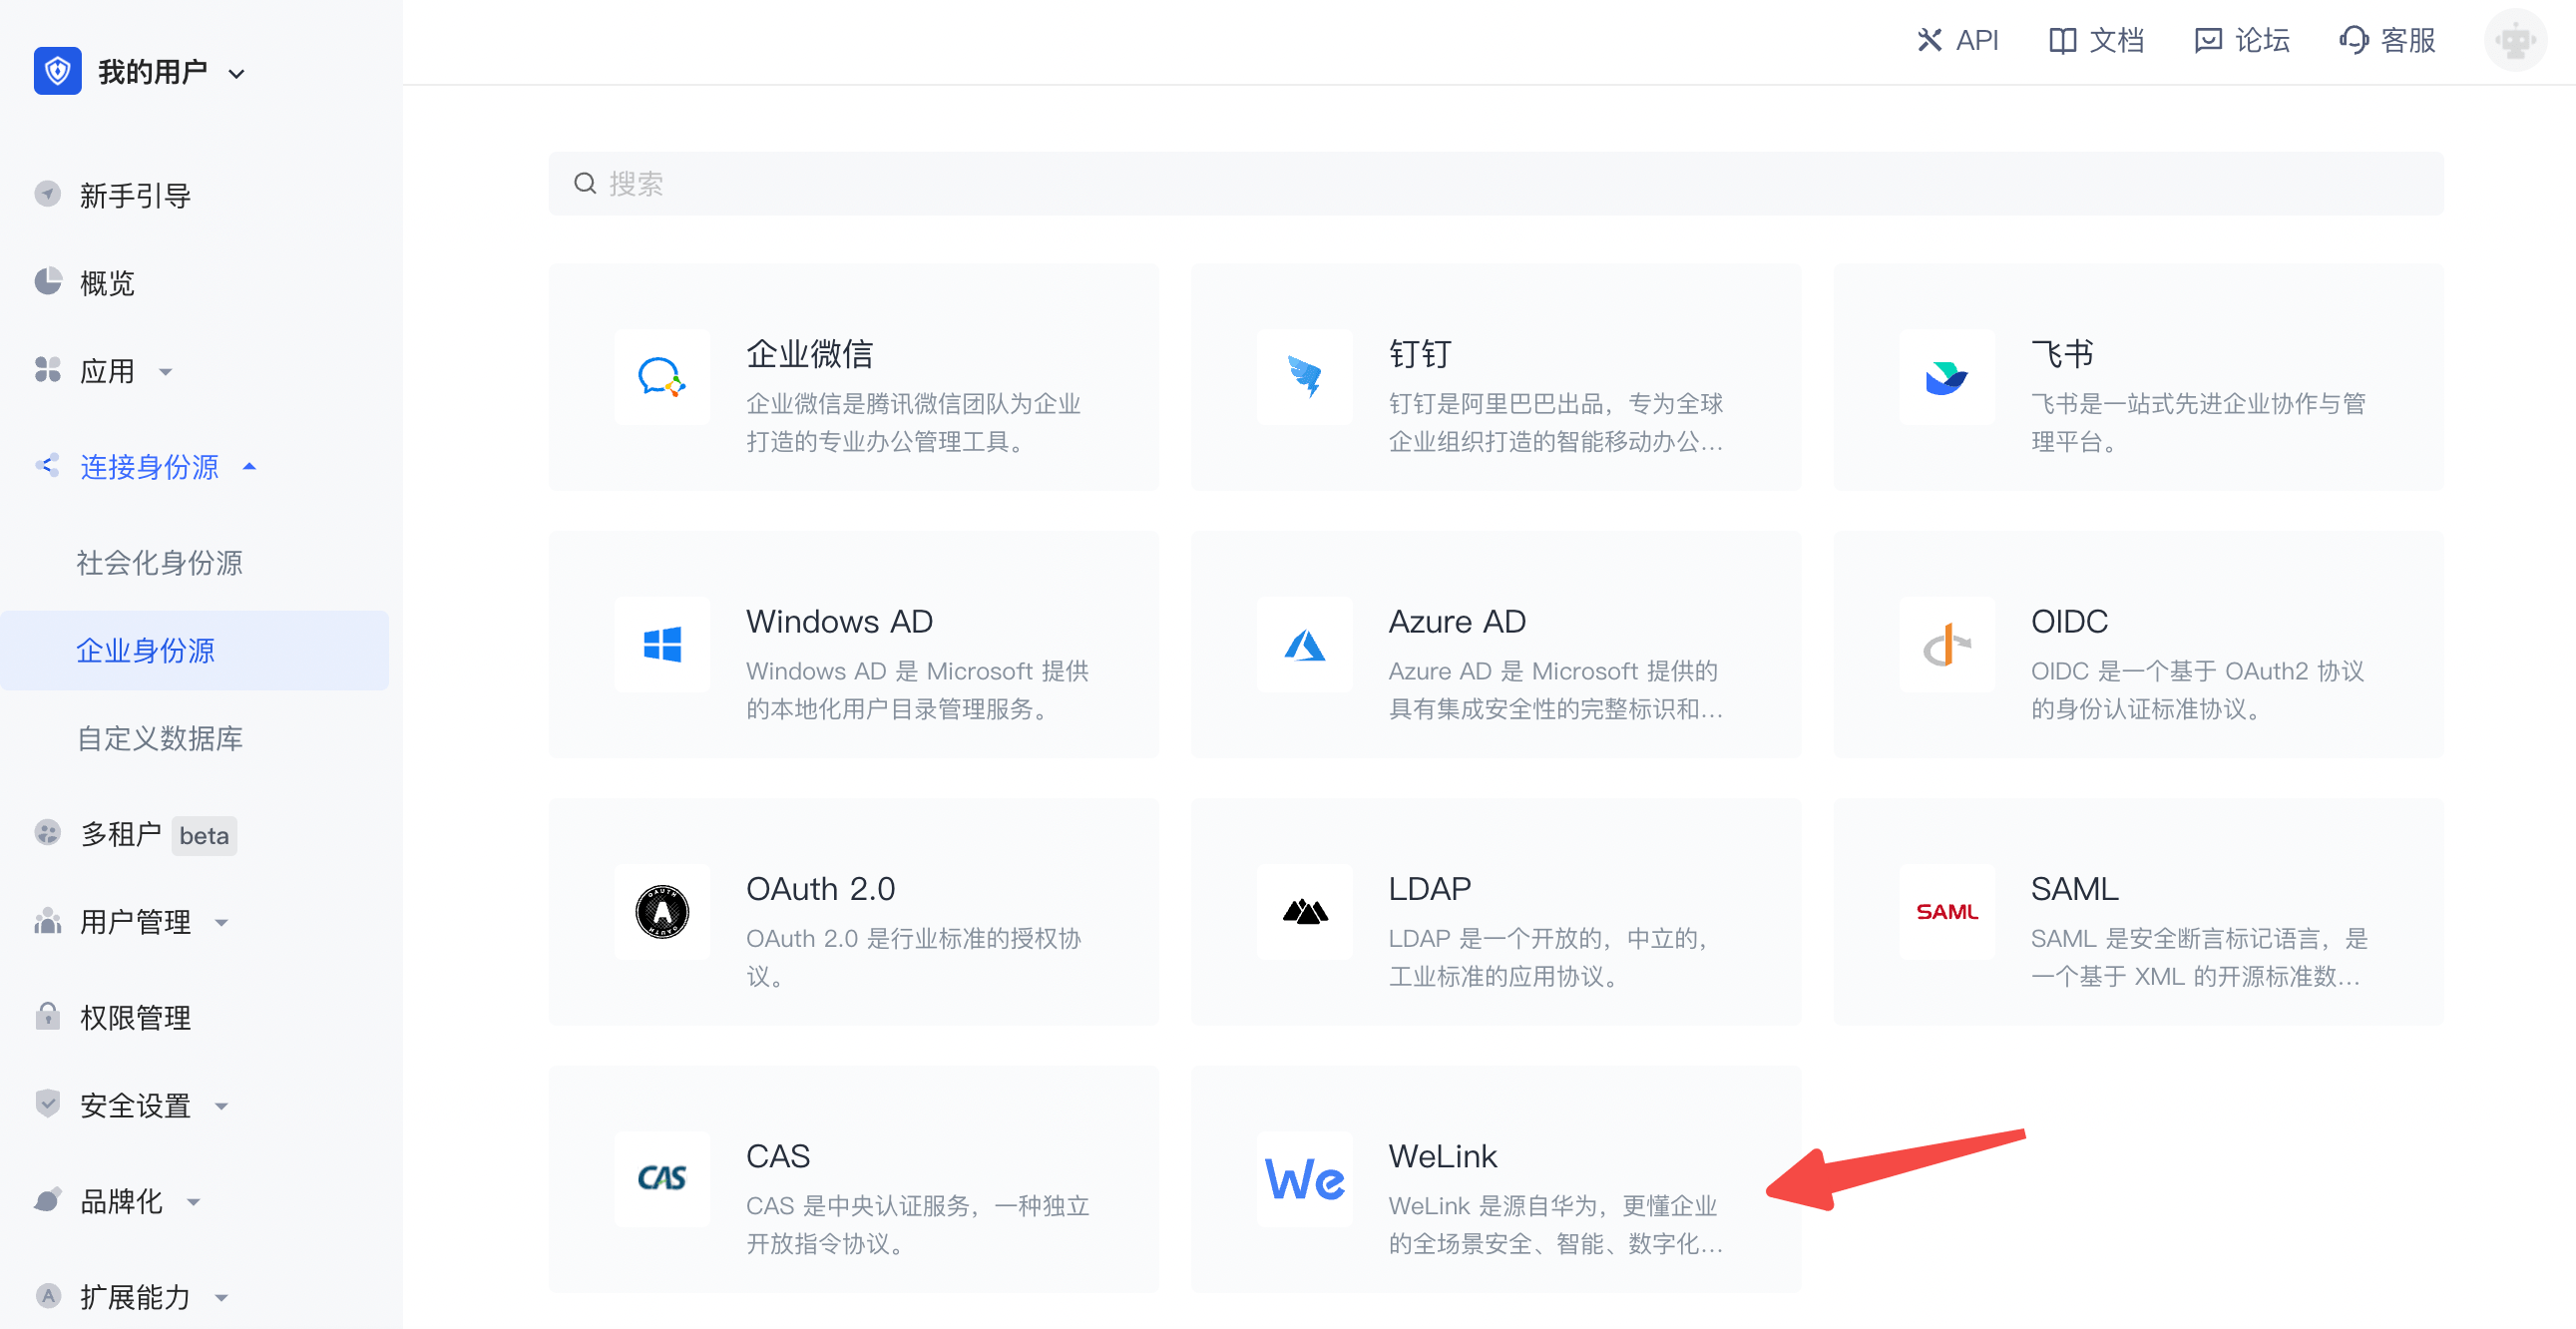 我的用户
API
文档
论坛
客服
新手引导
概览
应用
连接身份源
社会化身份源
企业身份源
自定义数据库
多租户 beta
用户管理
权限管理
安全设置
品牌化
A
扩展能力
搜索
企业微信
企业微信是腾讯微信团队为企业
打造的专业办公管理工具。
钉钉
钉钉是阿里巴巴出品，专为全球
企业组织打造的智能移动办公...
飞书
飞书是一站式先进企业协作与管
理平台。
Windows AD
Windows AD 是 Microsoft 提供
的本地化用户目录管理服务。
Azure AD
Azure AD 是 Microsoft 提供的
具有集成安全性的完整标识和...
OIDC
OIDC 是一个基于 OAuth2 协议
的身份认证标准协议。
OAUTH
A
OAUTH
OAuth 2.0
OAuth 2.0 是行业标准的授权协
议。
LDAP
LDAP 是一个开放的，中立的，
工业标准的应用协议。
SAML
SAML
SAML 是安全断言标记语言，是
一个基于 XML 的开源标准数...
CAS
CAS
CAS 是中央认证服务，一种独立
开放指令协议。
We
WeLink
WeLink 是源自华为，更懂企业
的全场景安全、智能、数字化...